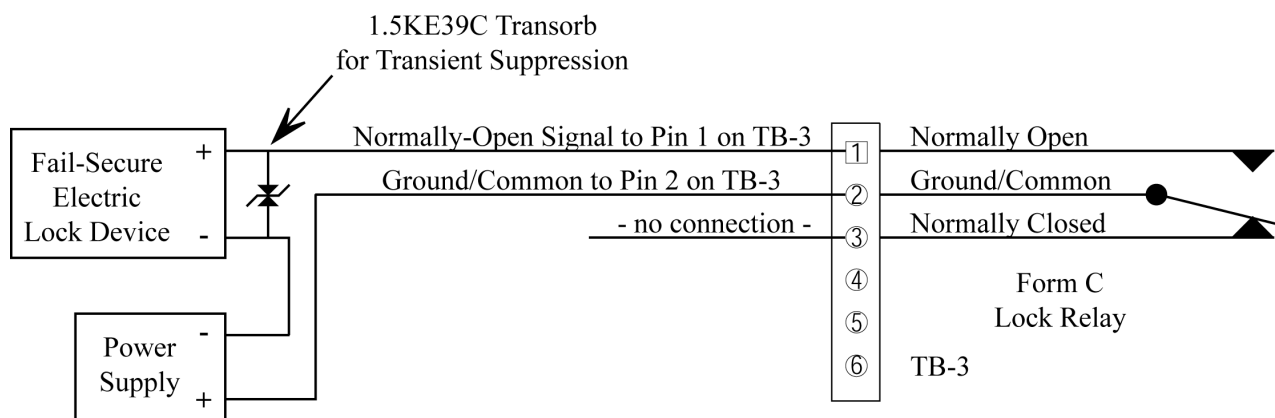 1.5KE39C Transorb
for Transient Suppression
Fail-Secure
Electric
Lock Device
+
-
Normally-Open Signal to Pin 1 on TB-3
Ground/Common to Pin 2 on TB-3
- no connection -
1
2
3
4
5
6
Normally Open
Ground/Common
Normally Closed
Form C
Lock Relay
TB-3
Power
Supply
-
+